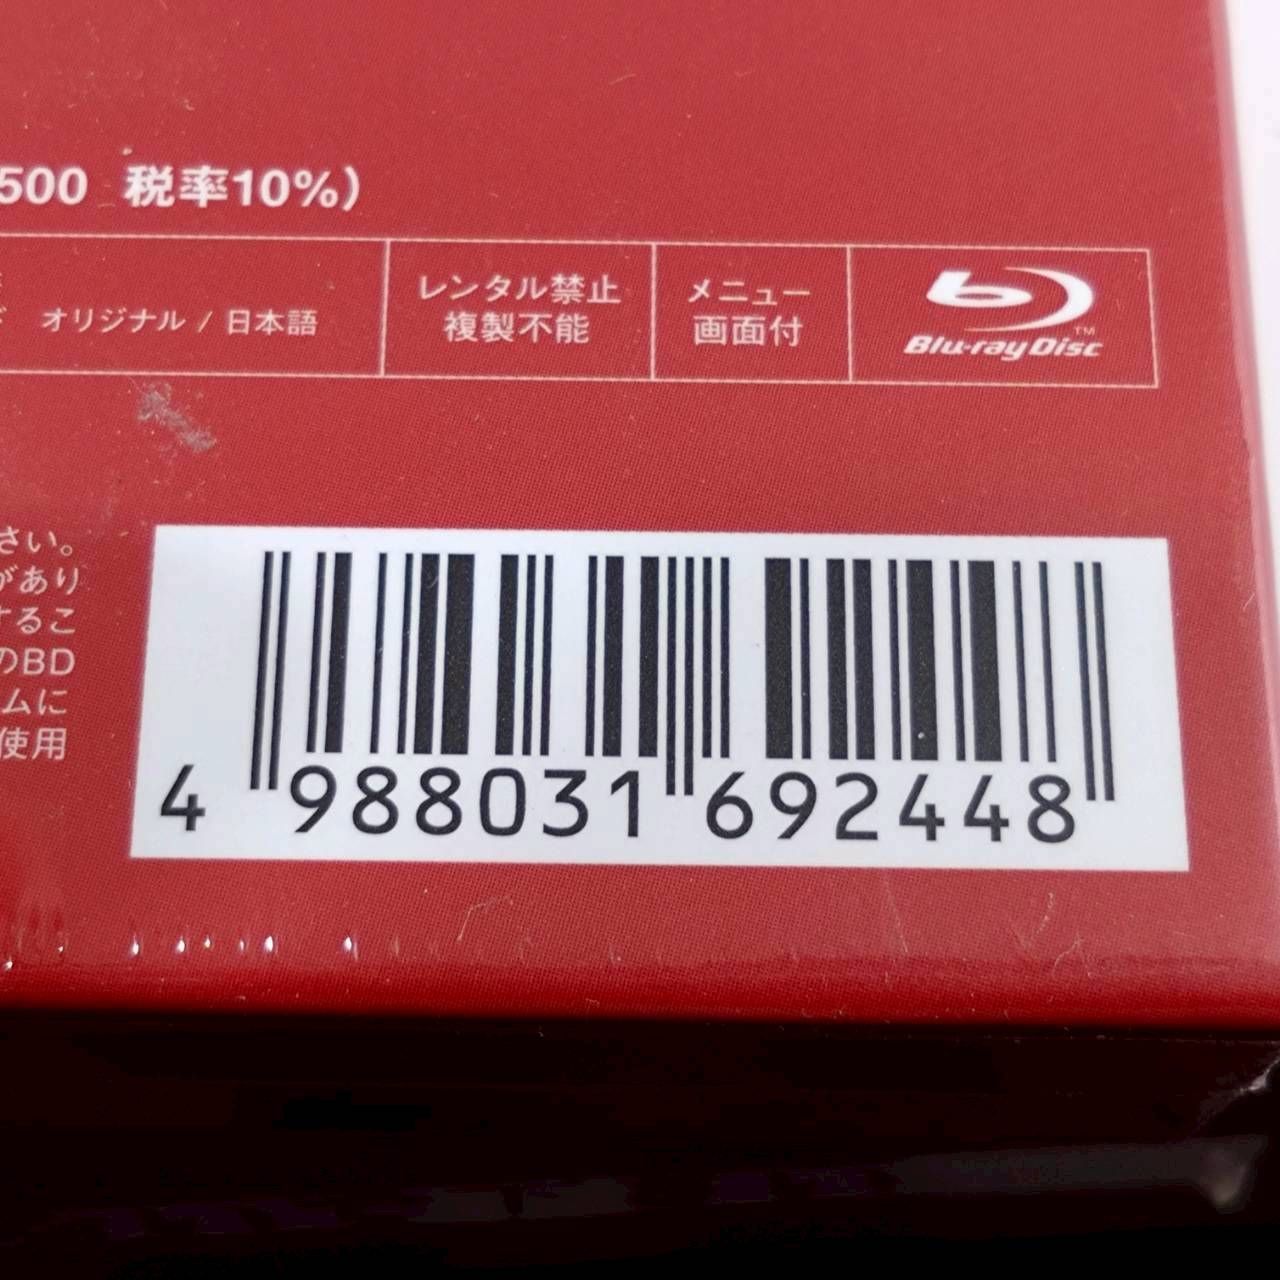 500 税率10%)
オリジナル / 日本語
レンタル禁止
複製不能
メニュー
画面付
Blu-ray Disc
TM
さい。
があり
するこ
のBD
ムに
使用
4 988031 692448